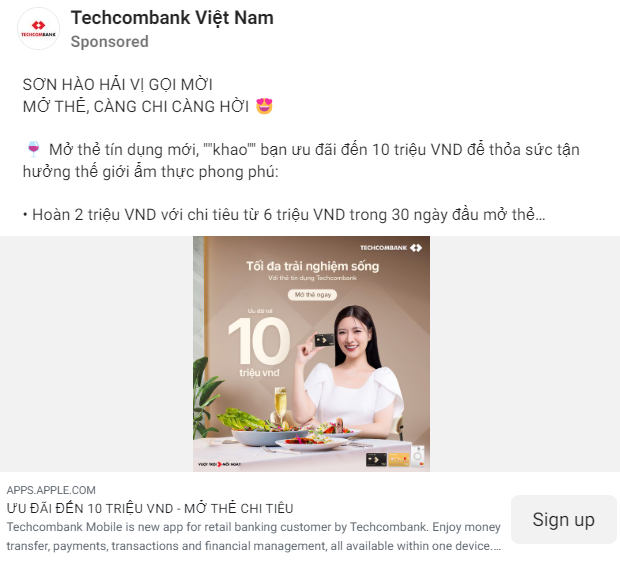 Techcombank Việt Nam
TECHCOMBANK
Sponsored
SƠN HÀO HẢI VỊ GỌI MỜI
MỞ THẺ, CÀNG CHI CÀNG HỜI 😍
🍷 Mở thẻ tín dụng mới, ""khao"" bạn ưu đãi đến 10 triệu VND để thỏa sức tận
hưởng thế giới ẩm thực phong phú:
• Hoàn 2 triệu VND với chi tiêu từ 6 triệu VND trong 30 ngày đầu mở thẻ...
TECHCOMBANK
Tối đa trải nghiệm sống
Với thẻ tín dụng Techcombank
Mở thẻ ngay
Ưu đãi tới
10
triệu vnđ
VƯỢT TRỘI MỖI NGÀY
APPS.APPLE.COM
ƯU ĐÃI ĐẾN 10 TRIỆU VND - MỞ THẺ CHI TIÊU
Techcombank Mobile is new app for retail banking customer by Techcombank. Enjoy money
transfer, payments, transactions and financial management, all available within one device....
Sign up